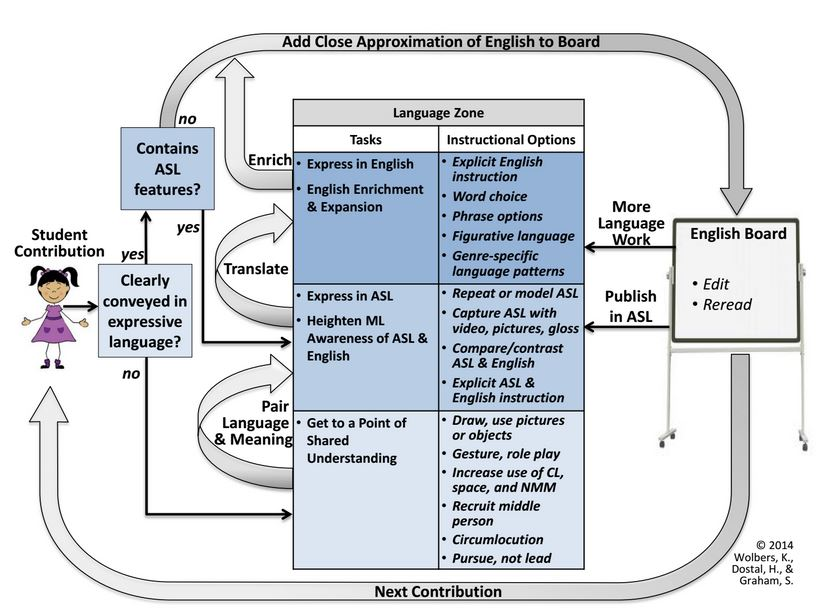 Add Close Approximation of English to Board
no
Contains
ASL
features?
yes
Student
Contribution
yes
Clearly
conveyed in
expressive
language?
no
Enrich
Translate
Pair
Language
& Meaning
Language Zone
Tasks
Instructional Options
• Express in English
• English Enrichment
& Expansion
• Explicit English
instruction
• Word choice
• Phrase options
• Figurative language
• Genre-specific
language patterns
• Express in ASL
• Heighten ML
Awareness of ASL &
English
• Repeat or model ASL
• Capture ASL with
video, pictures, gloss
• Compare/contrast
ASL & English
• Explicit ASL &
English instruction
• Get to a Point of
Shared
Understanding
• Draw, use pictures
or objects
• Gesture, role play
• Increase use of CL,
space, and NMM
• Recruit middle
person
• Circumlocution
• Pursue, not lead
More
Language
Work
Publish
in ASL
English Board
• Edit
• Reread
Next Contribution
© 2014
Wolbers, K.,
Dostal, H., &
Graham, S.